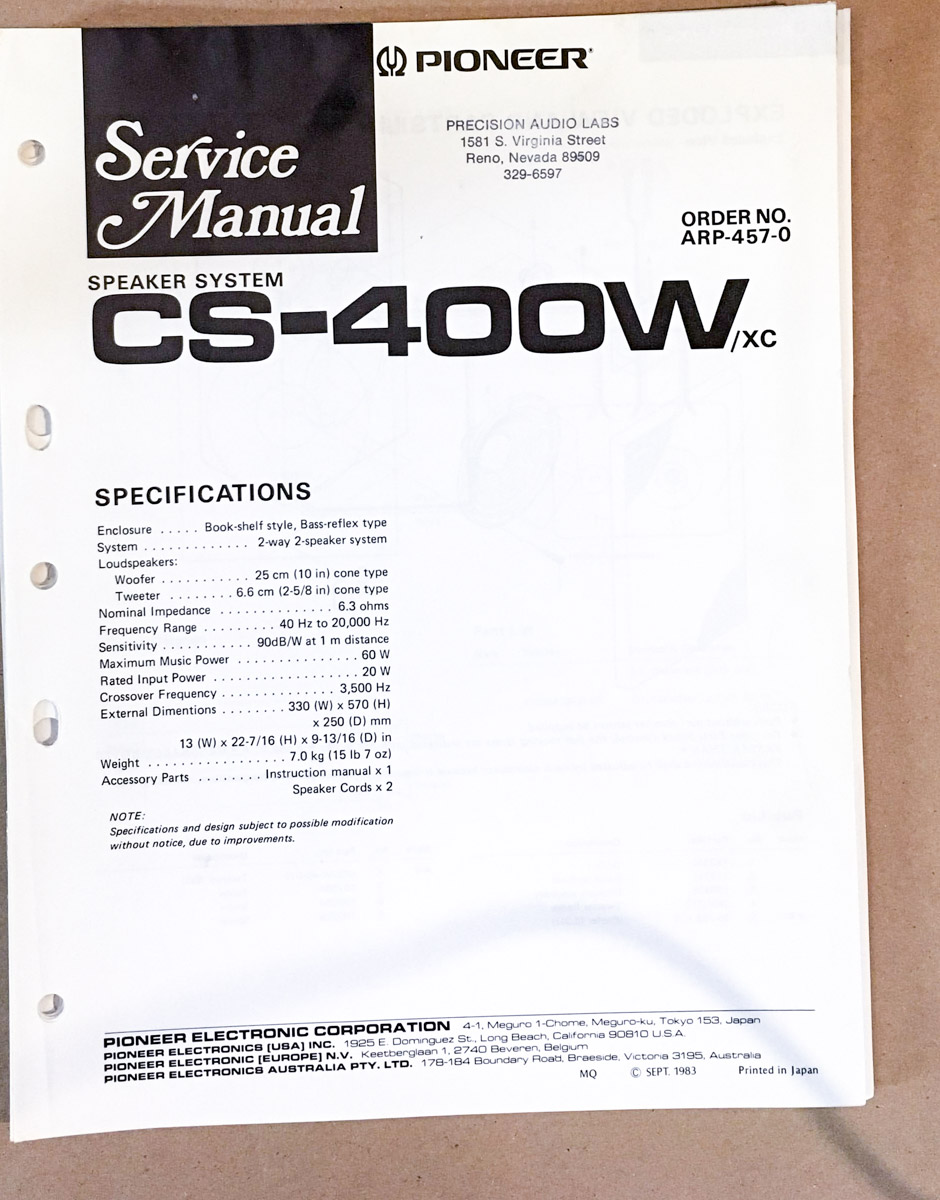 Service
Manual
PIONEER
PRECISION AUDIO LABS
1581 S. Virginia Street
Reno, Nevada 89509
329-6597
ORDER NO.
ARP-457-0
SPEAKER SYSTEM
CS-400W/XC
SPECIFICATIONS
Enclosure ..... Book-shelf style, Bass-reflex type
System ............. 2-way 2-speaker system
Loudspeakers:
Woofer ........... 25 cm (10 in) cone type
Tweeter ........ 6.6 cm (2-5/8 in) cone type
Nominal Impedance .............. 6.3 ohms
Frequency Range ......... 40 Hz to 20,000 Hz
Sensitivity ........... 90dB/W at 1 m distance
Maximum Music Power ............... 60 W
Rated Input Power .................. 20 W
Crossover Frequency .............. 3,500 Hz
External Dimentions ........ 330 (W) x 570 (H)
x 250 (D) mm
13 (W) x 22-7/16 (H) x 9-13/16 (D) in
Weight ................. 7.0 kg (15 lb 7 oz)
Accessory Parts ........ Instruction manual x 1
Speaker Cords x 2
NOTE:
Specifications and design subject to possible modification
without notice, due to improvements.
PIONEER ELECTRONIC CORPORATION 4-1, Meguro 1-Chome, Meguro-ku, Tokyo 153, Japan
PIONEER ELECTRONICS [USA] INC. 1925 E. Dominguez St., Long Beach, California 90810 U.S.A.
PIONEER ELECTRONIC [EUROPE] N.V. Keetberglaan 1, 2740 Beveren, Belgium
PIONEER ELECTRONICS AUSTRALIA PTY. LTD. 178-184 Boundary Road, Braeside, Victoria 3195, Australia
MQ © SEPT. 1983 Printed in Japan